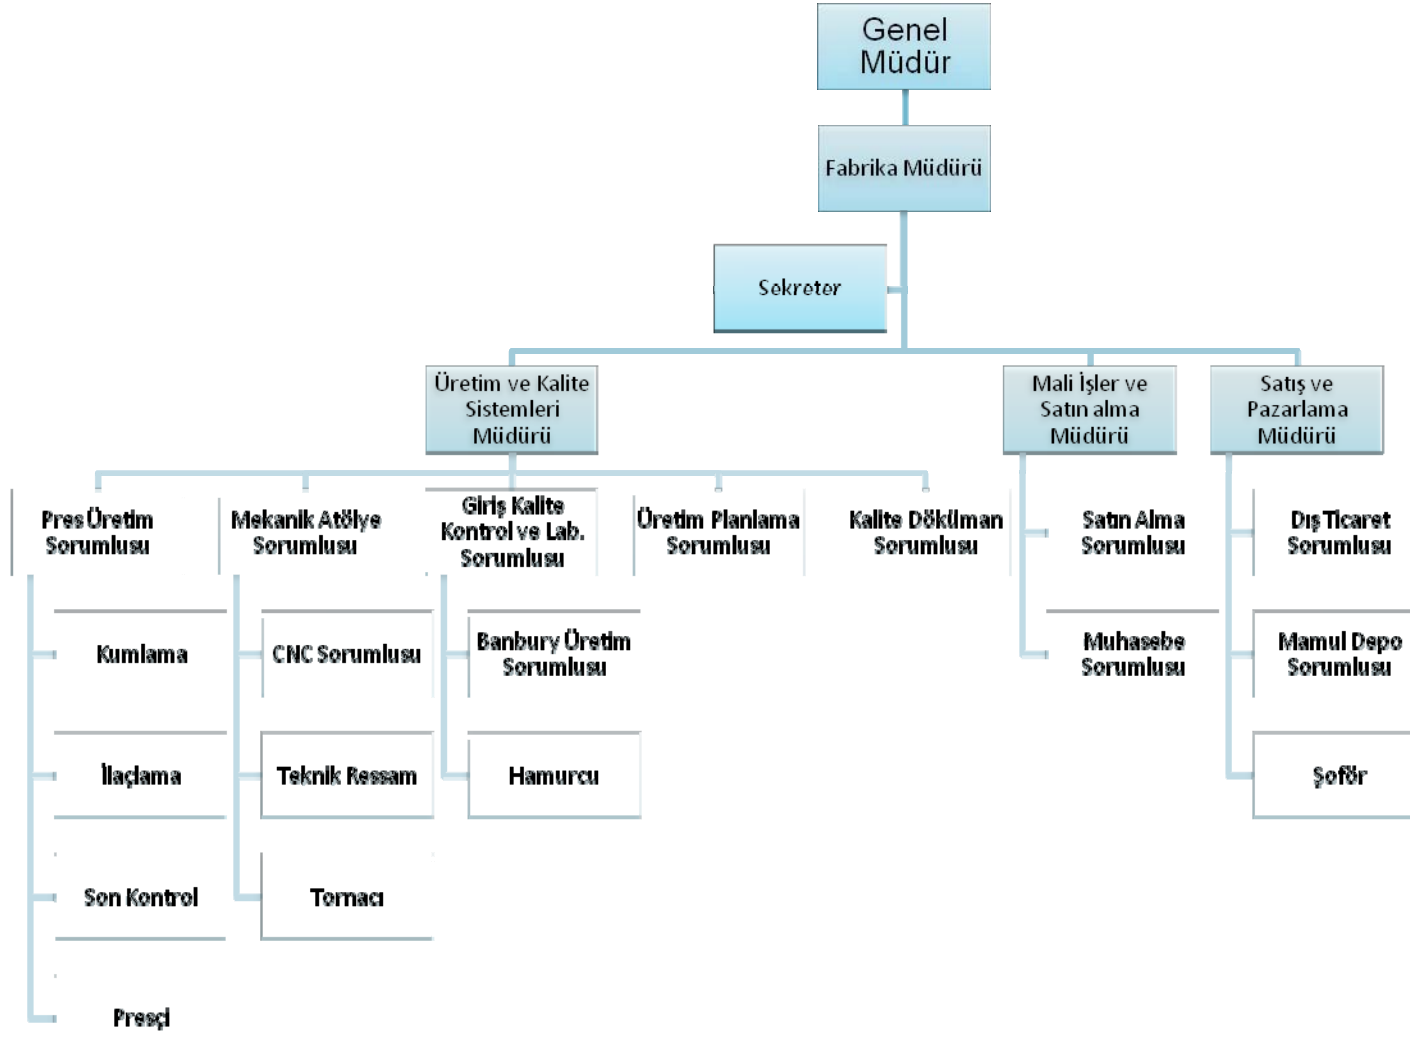 Genel
Müdür
Fabrika Müdürü
Sekreter
Üretim ve Kalite
Sistemleri
Müdürü
Mali İşler ve
Satın alma
Müdürü
Satış ve
Pazarlama
Müdürü
Pres Üretim
Sorumlusu
Mekanik Atölye
Sorumlusu
Giriş Kalite
Kontrol ve Lab.
Sorumlusu
Üretim Planlama
Sorumlusu
Kalite Dökülman
Sorumlusu
Satın Alma
Sorumlusu
Dış Ticaret
Sorumlusu
Kumlama
CNC Sorumlusu
Banbury Üretim
Sorumlusu
Muhasebe
Sorumlusu
Mamul Depo
Sorumlusu
İlaçlama
Teknik Ressam
Hamurcu
Şoför
Son Kontrol
Tornacı
Presçi